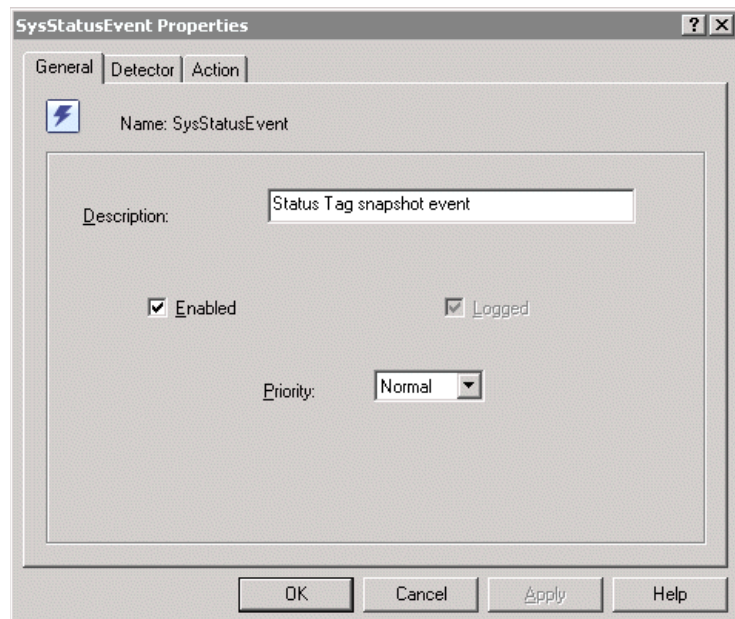 SysStatusEvent Properties
General Detector Action
Name: SysStatusEvent
Description: Status Tag snapshot event
Enabled Logged
Priority: Normal
OK Cancel Apply Help